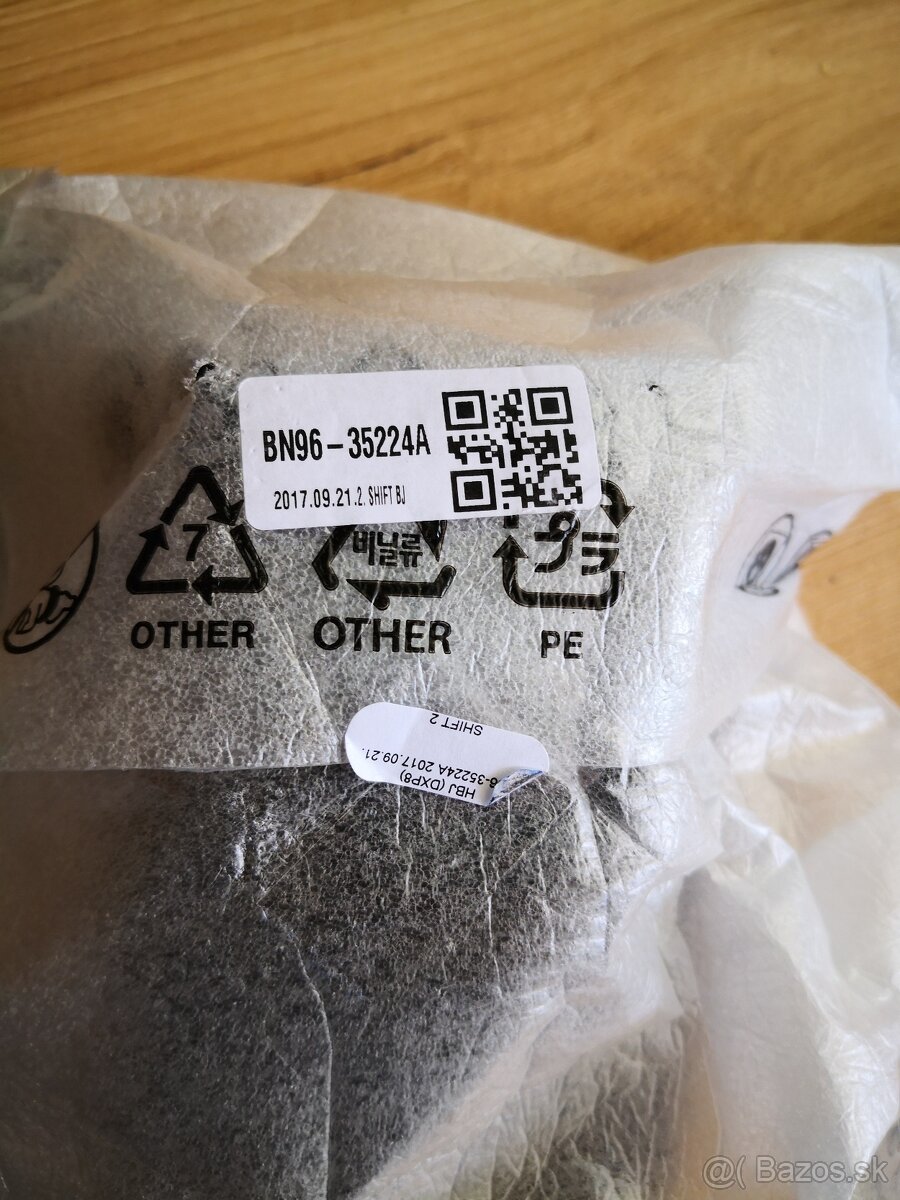 BN96-35224A
2017.09.21.2. SHIFT BJ
7
비닐류
プラ
OTHER
OTHER
PE
HBJ (DXP8)
6-35224A 2017.09.21.
SHIFT 2
@( Bazos.sk